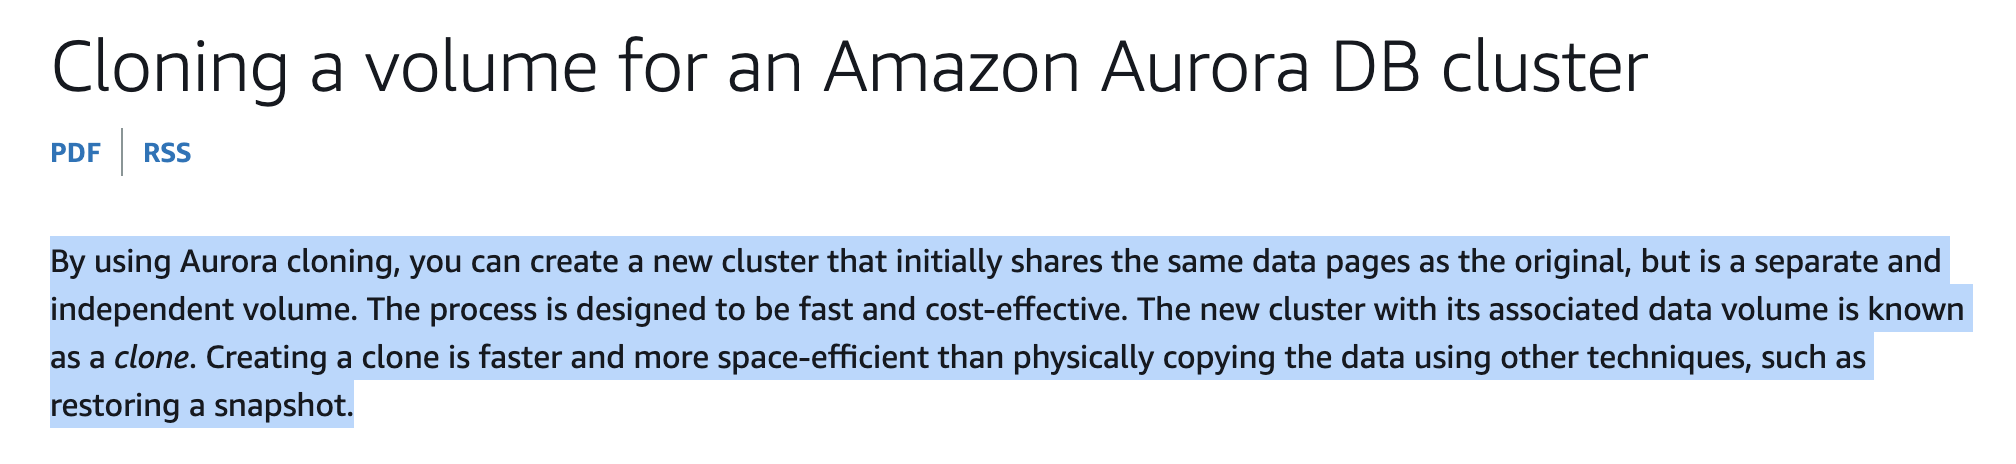 Cloning a volume for an Amazon Aurora DB cluster
PDF | RSS
By using Aurora cloning, you can create a new cluster that initially shares the same data pages as the original, but is a separate and
independent volume. The process is designed to be fast and cost-effective. The new cluster with its associated data volume is known
as a clone. Creating a clone is faster and more space-efficient than physically copying the data using other techniques, such as
restoring a snapshot.